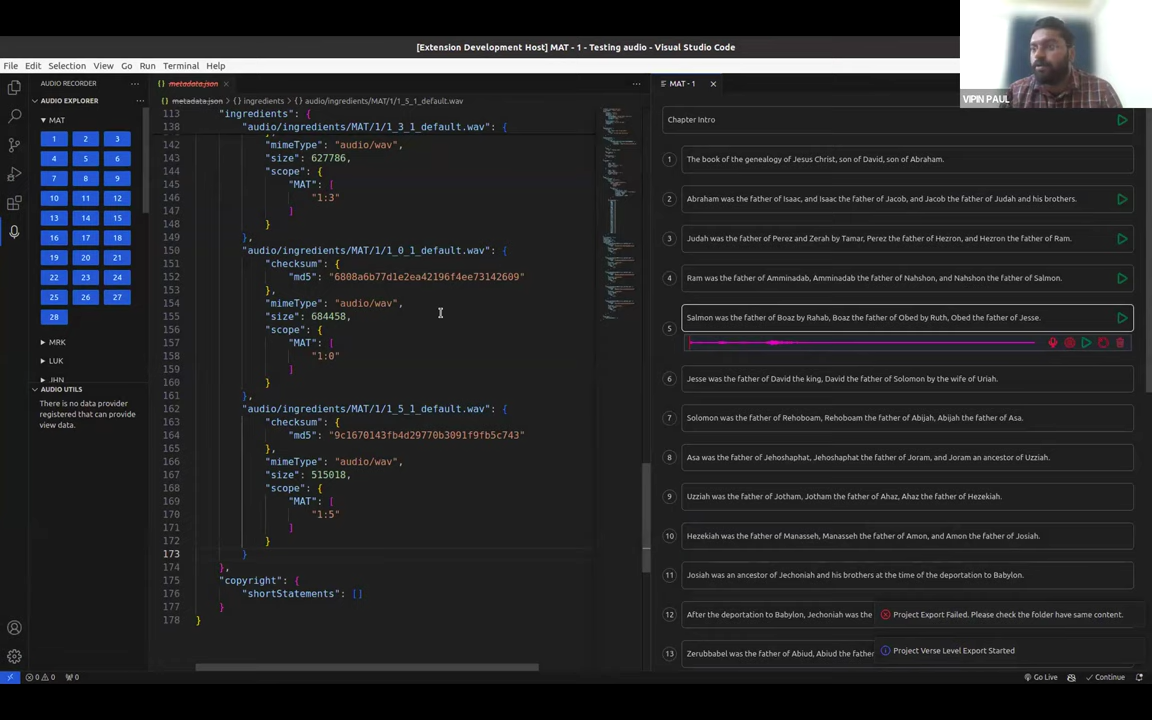 [Extension Development Host] MAT - 1 - Testing audio - Visual Studio Code
File Edit Selection View Go Run Terminal Help
VIPIN PAUL
AUDIO RECORDER
AUDIO EXPLORER
MAT
1 2 3
4 5 6
7 8 9
10 11 12
13 14 15
16 17 18
19 20 21
22 23 24
25 26 27
28
MRK
LUK
JHN
AUDIO UTILS
There is no data provider
registered that can provide
view data.
metadata.json
metadata.json > {} ingredients > {} audio/ingredients/MAT/1/1_5_1_default.wav
113 "ingredients": {
138 "audio/ingredients/MAT/1/1_3_1_default.wav": {
142 "mimeType": "audio/wav",
143 "size": 627786,
144 "scope": {
145 "MAT": [
146 "1:3"
147 ]
148 }
149 },
150 "audio/ingredients/MAT/1/1_0_1_default.wav": {
151 "checksum": {
152 "md5": "6808a6b77d1e2ea42196f4ee73142609"
153 },
154 "mimeType": "audio/wav",
155 "size": 684458,
156 "scope": {
157 "MAT": [
158 "1:0"
159 ]
160 }
161 },
162 "audio/ingredients/MAT/1/1_5_1_default.wav": {
163 "checksum": {
164 "md5": "9c1670143fb4d29770b3091f9fb5c743"
165 },
166 "mimeType": "audio/wav",
167 "size": 515018,
168 "scope": {
169 "MAT": [
170 "1:5"
171 ]
172 }
173 }
174 },
175 "copyright": {
176 "shortStatements": []
177 }
178 }
MAT - 1
Chapter Intro
1 The book of the genealogy of Jesus Christ, son of David, son of Abraham.
2 Abraham was the father of Isaac, and Isaac the father of Jacob, and Jacob the father of Judah and his brothers.
3 Judah was the father of Perez and Zerah by Tamar, Perez the father of Hezron, and Hezron the father of Ram.
4 Ram was the father of Amminadab, Amminadab the father of Nahshon, and Nahshon the father of Salmon.
5 Salmon was the father of Boaz by Rahab, Boaz the father of Obed by Ruth, Obed the father of Jesse.
6 Jesse was the father of David the king, David the father of Solomon by the wife of Uriah.
7 Solomon was the father of Rehoboam, Rehoboam the father of Abijah, Abijah the father of Asa.
8 Asa was the father of Jehoshaphat, Jehoshaphat the father of Joram, and Joram an ancestor of Uzziah.
9 Uzziah was the father of Jotham, Jotham the father of Ahaz, Ahaz the father of Hezekiah.
10 Hezekiah was the father of Manasseh, Manasseh the father of Amon, and Amon the father of Josiah.
11 Josiah was an ancestor of Jechoniah and his brothers at the time of the deportation to Babylon.
12 After the deportation to Babylon, Jechoniah was the
Project Export Failed. Please check the folder have same content.
13 Zerubbabel was the father of Abiud, Abiud the father
Project Verse Level Export Started
0 0 0
Go Live
Continue